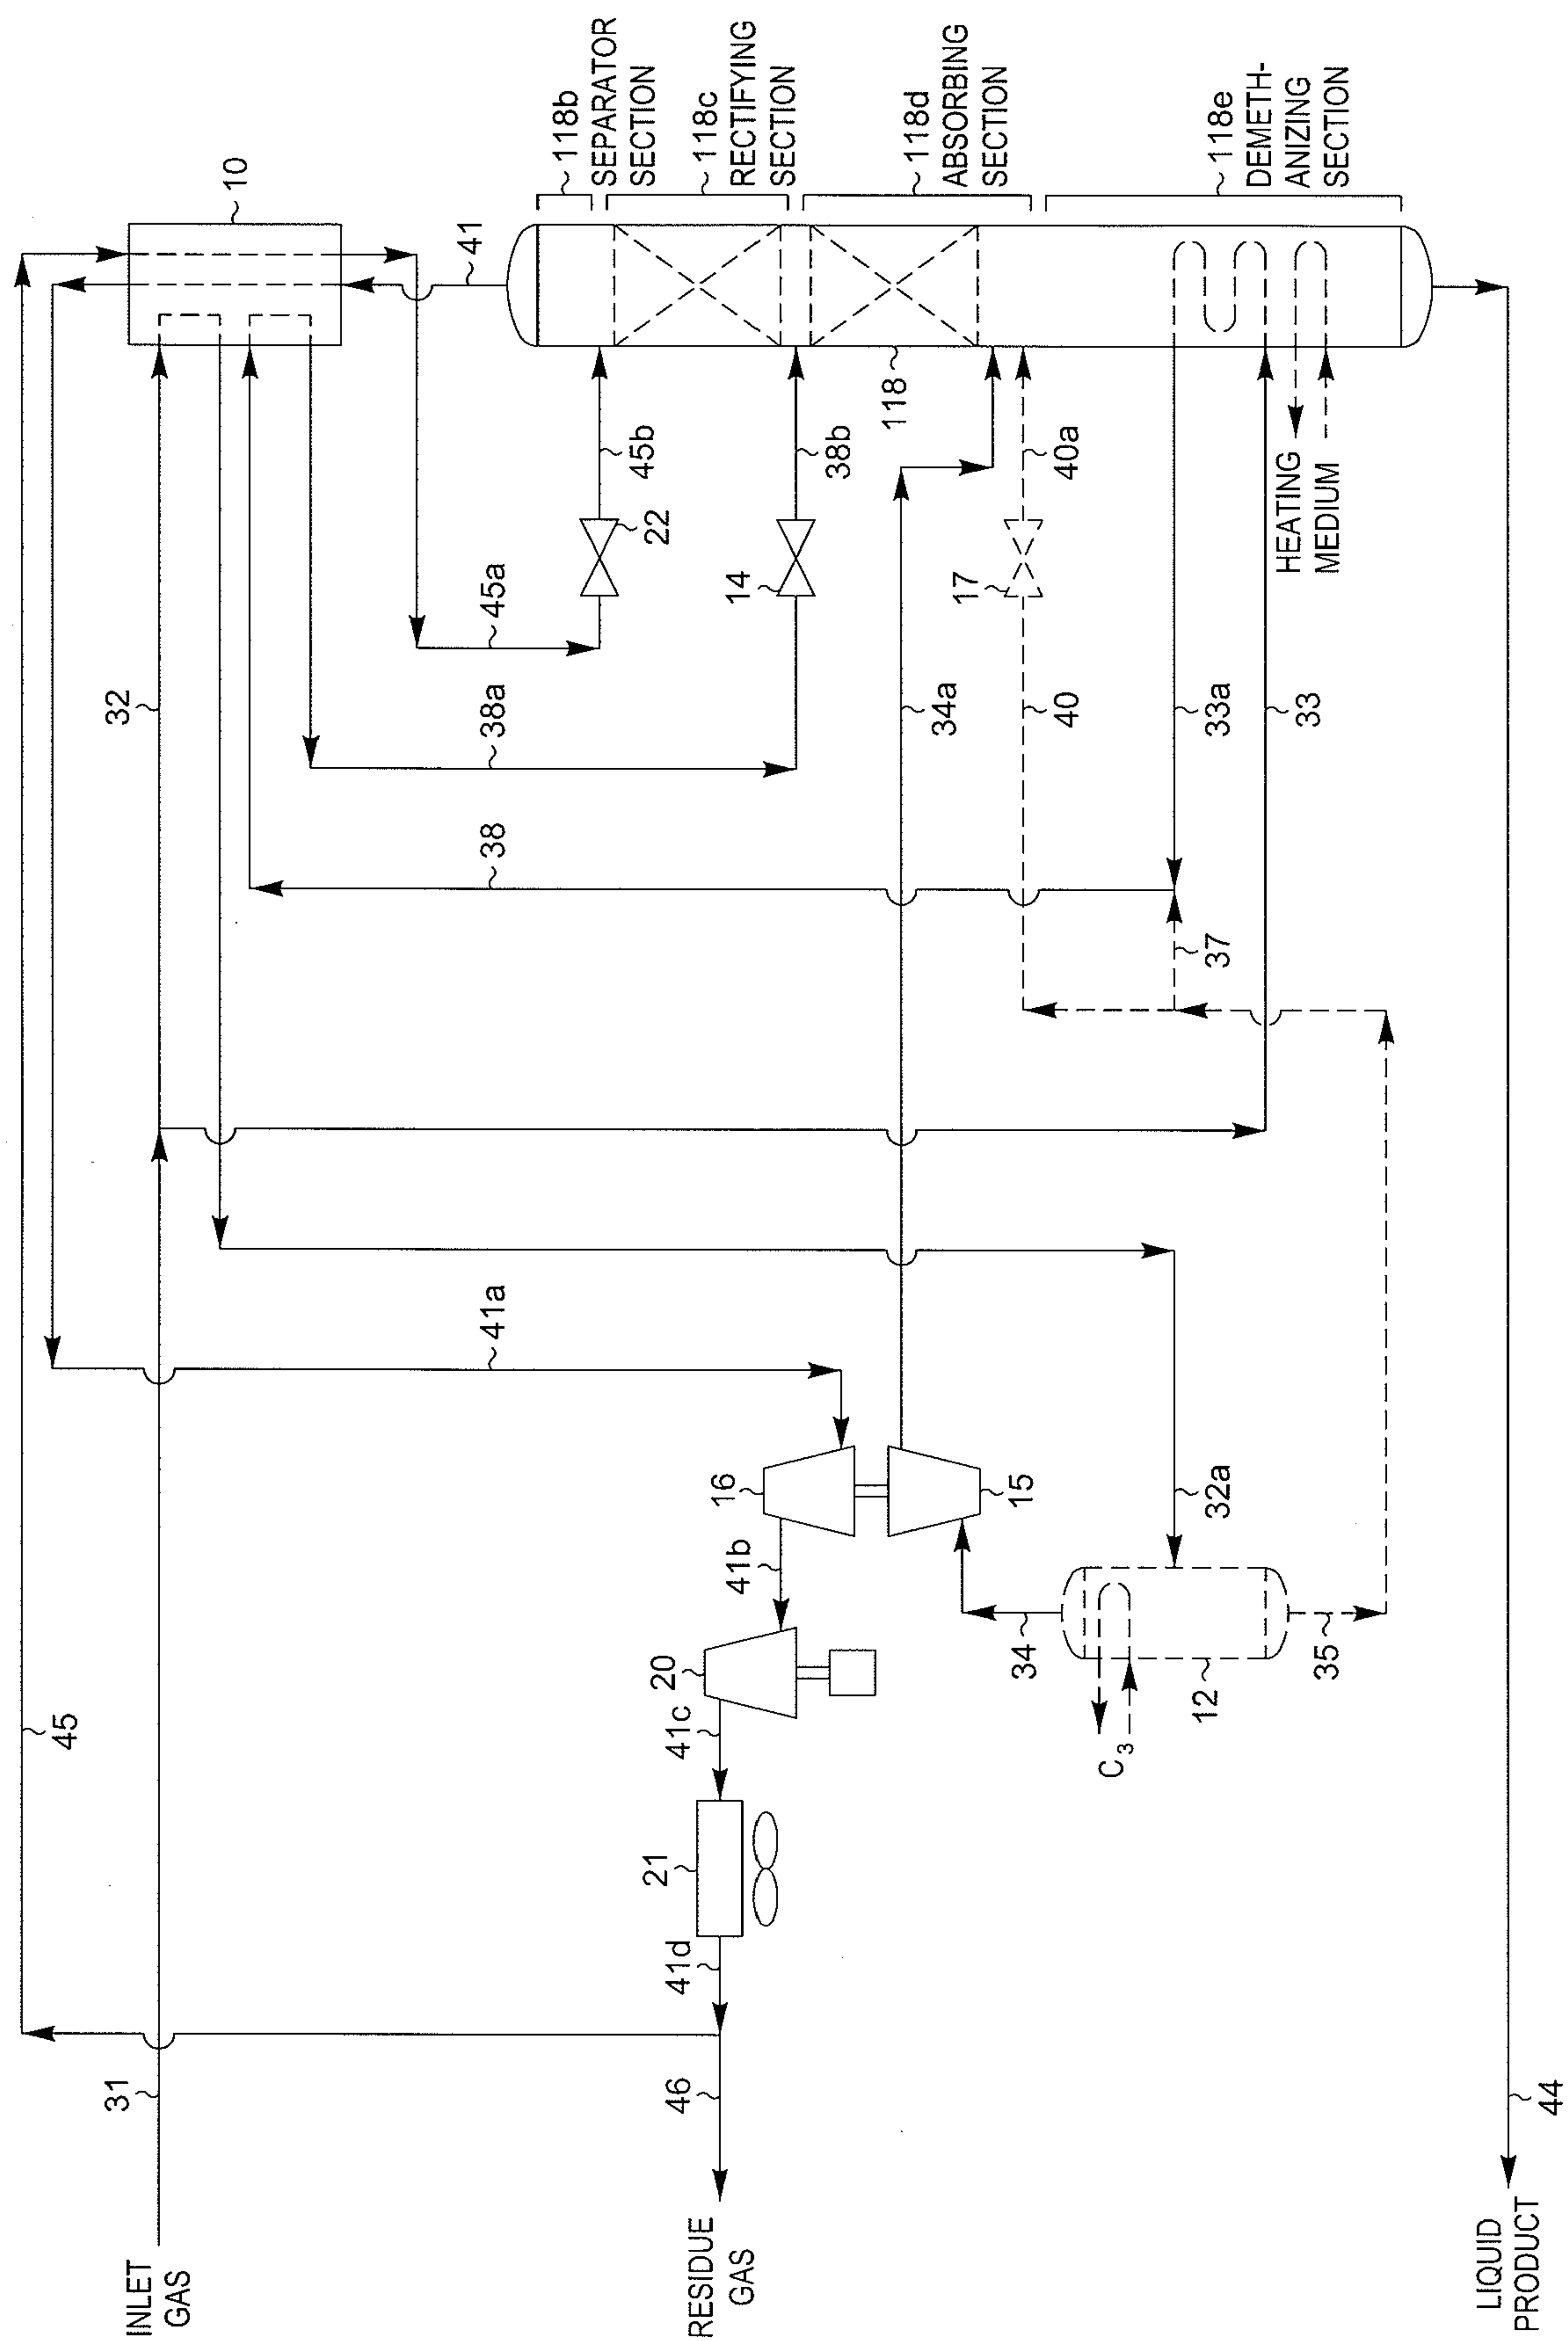 INLET
GAS
31
45
32
10
41
41a
38
38a
45a
22
45b
14
38b
118
34a
17
40
40a
33a
33
37
HEATING
MEDIUM
118b
SEPARATOR
SECTION
118c
RECTIFYING
SECTION
118d
ABSORBING
SECTION
118e
DEMETH-
ANIZING
SECTION
16
15
41b
20
41c
21
41d
46
RESIDUE
GAS
34
32a
35
12
C3
44
LIQUID
PRODUCT